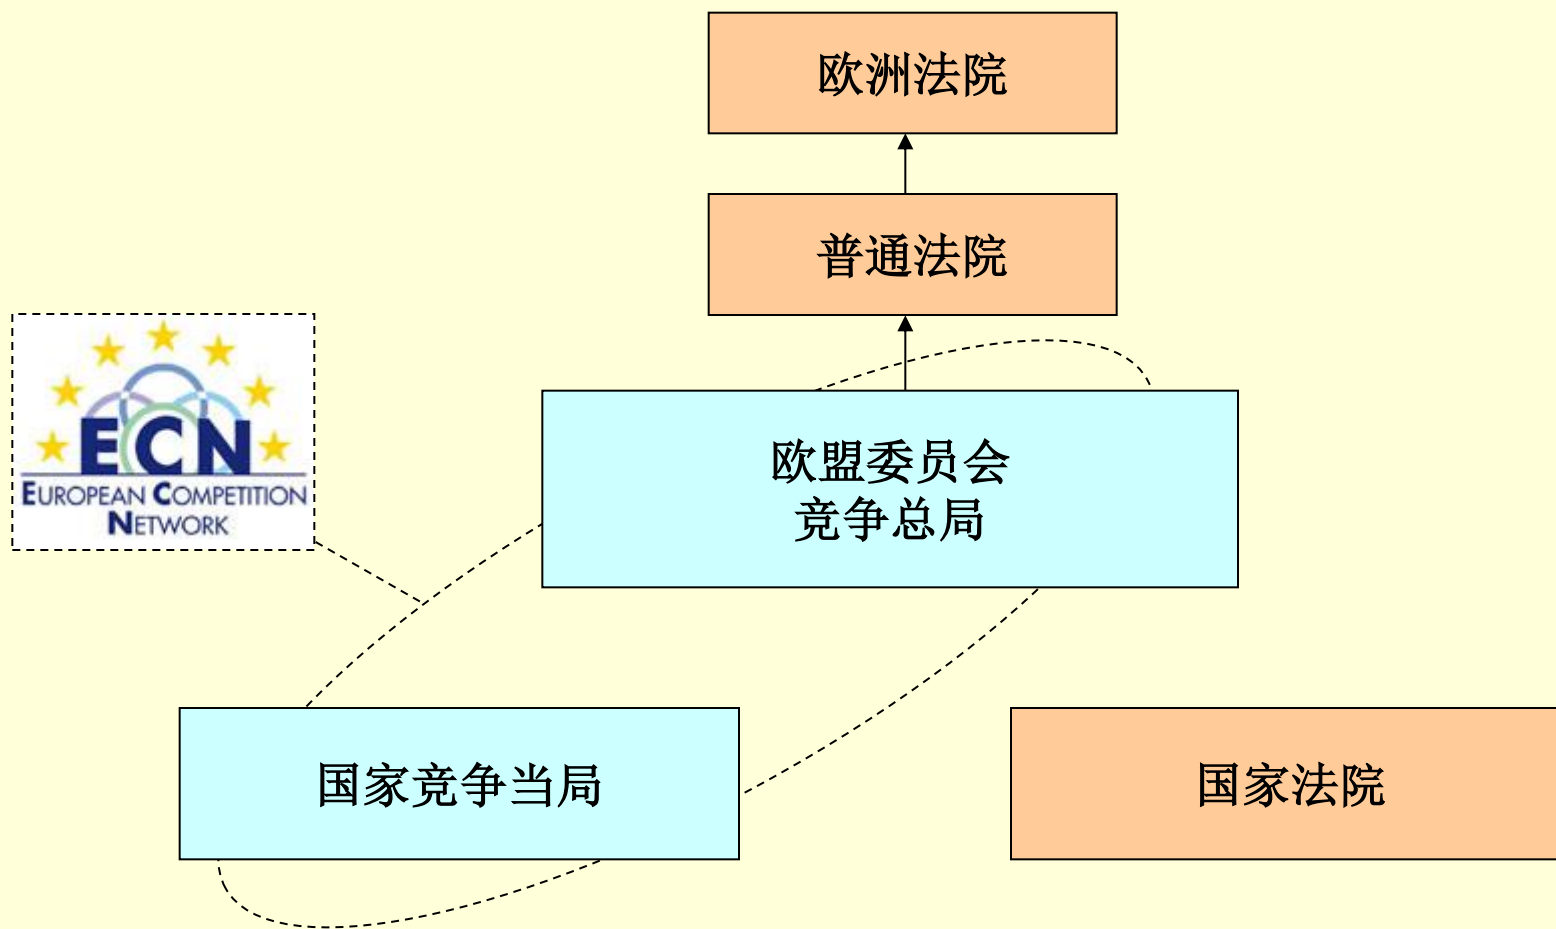 欧洲法院
普通法院
ECN
EUROPEAN COMPETITION
NETWORK
欧盟委员会
竞争总局
国家竞争当局
国家法院